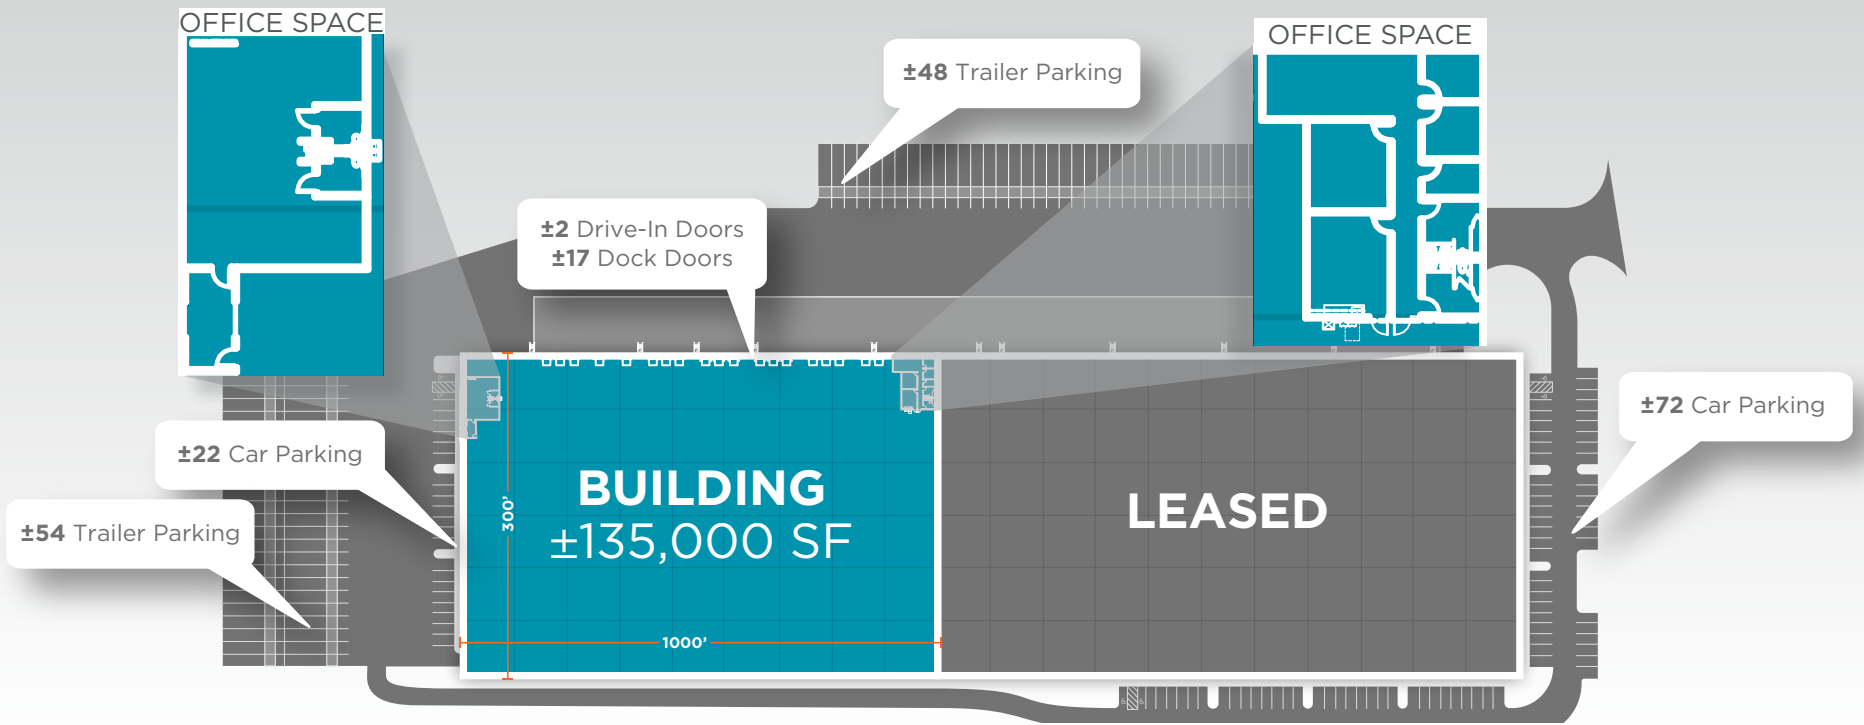 OFFICE SPACE
OFFICE SPACE
±48 Trailer Parking
±2 Drive-In Doors
±17 Dock Doors
±72 Car Parking
±22 Car Parking
±54 Trailer Parking
BUILDING
±135,000 SF
LEASED
300'
1000'